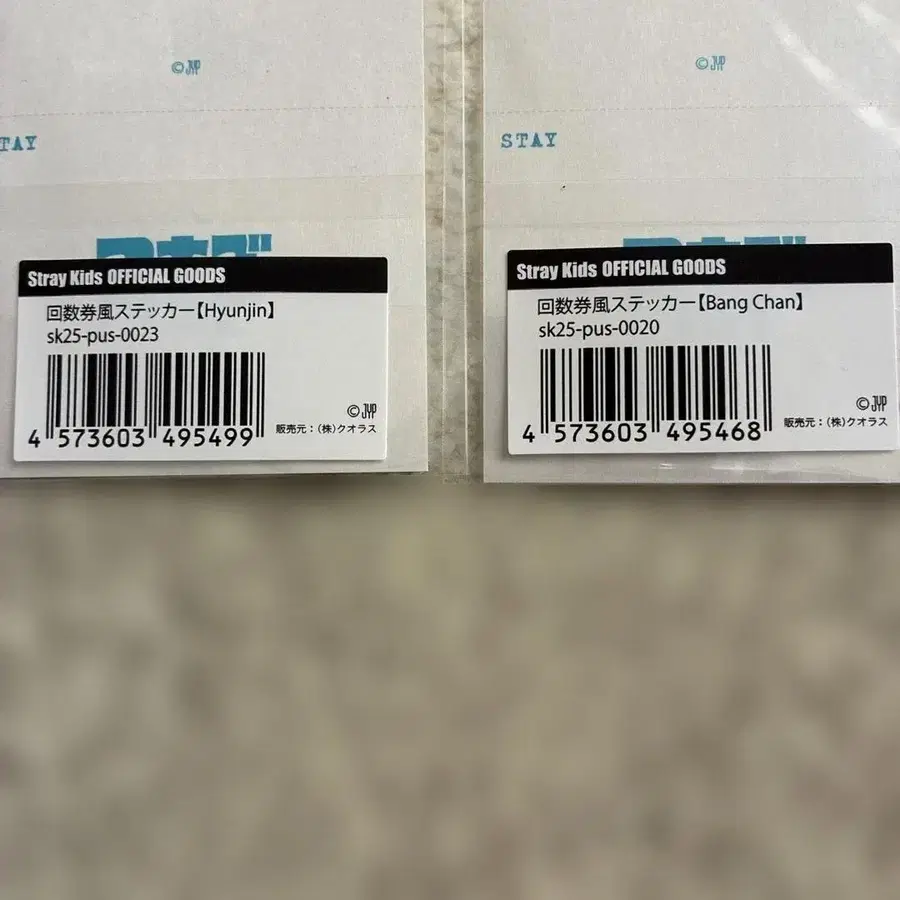 ©JYP
TAY
Stray Kids OFFICIAL GOODS
回数券風ステッカー【Hyunjin】
sk25-pus-0023
©JYP
販売元：(株)クオラス
4 573603 495499
©JYP
STAY
Stray Kids OFFICIAL GOODS
回数券風ステッカー【Bang Chan】
sk25-pus-0020
©JYP
販売元：(株)クオラス
4 573603 495468